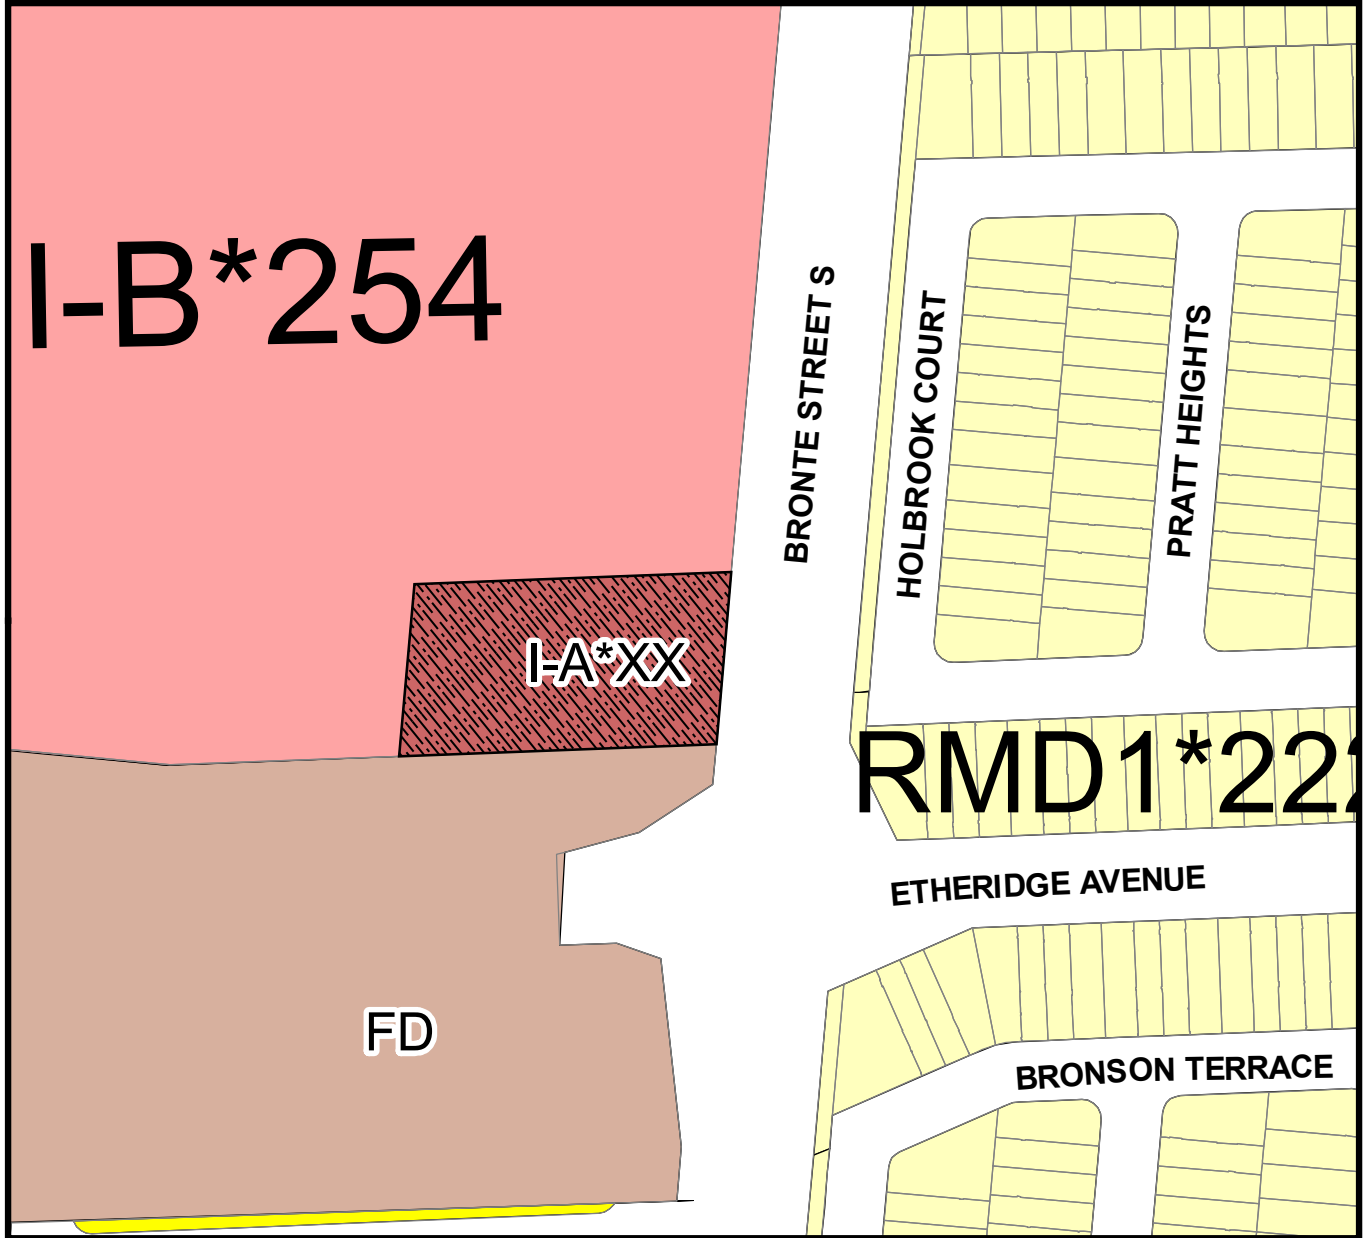 I-B*254
BRONTE STREET S
HOLBROOK COURT
PRATT HEIGHTS
I-A*XX
RMD1*222
ETHERIDGE AVENUE
FD
BRONSON TERRACE